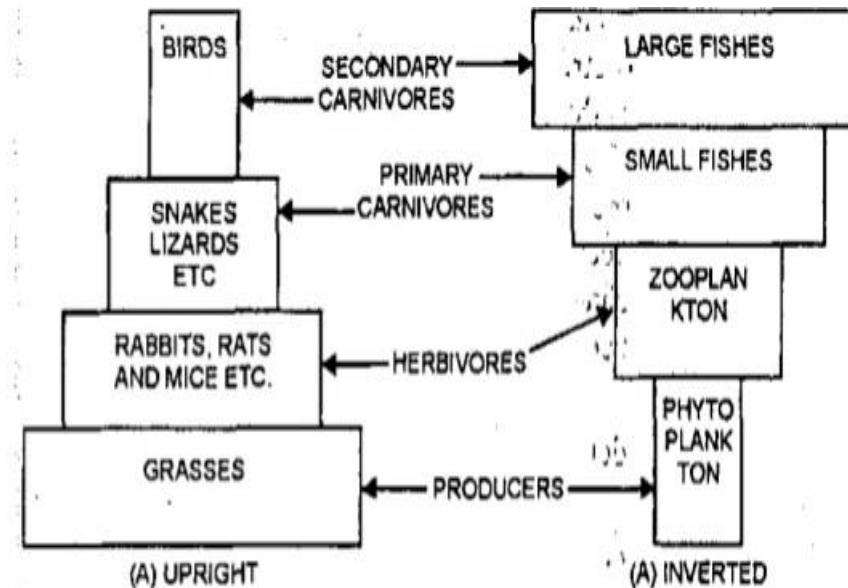 BIRDS
SECONDARY
CARNIVORES
LARGE FISHES
SNAKES
LIZARDS
ETC
PRIMARY
CARNIVORES
SMALL FISHES
RABBITS, RATS
AND MICE ETC.
HERBIVORES
ZOOPLAN
KTON
GRASSES
PRODUCERS
PHYTO
PLANK
TON
(A) UPRIGHT
(A) INVERTED